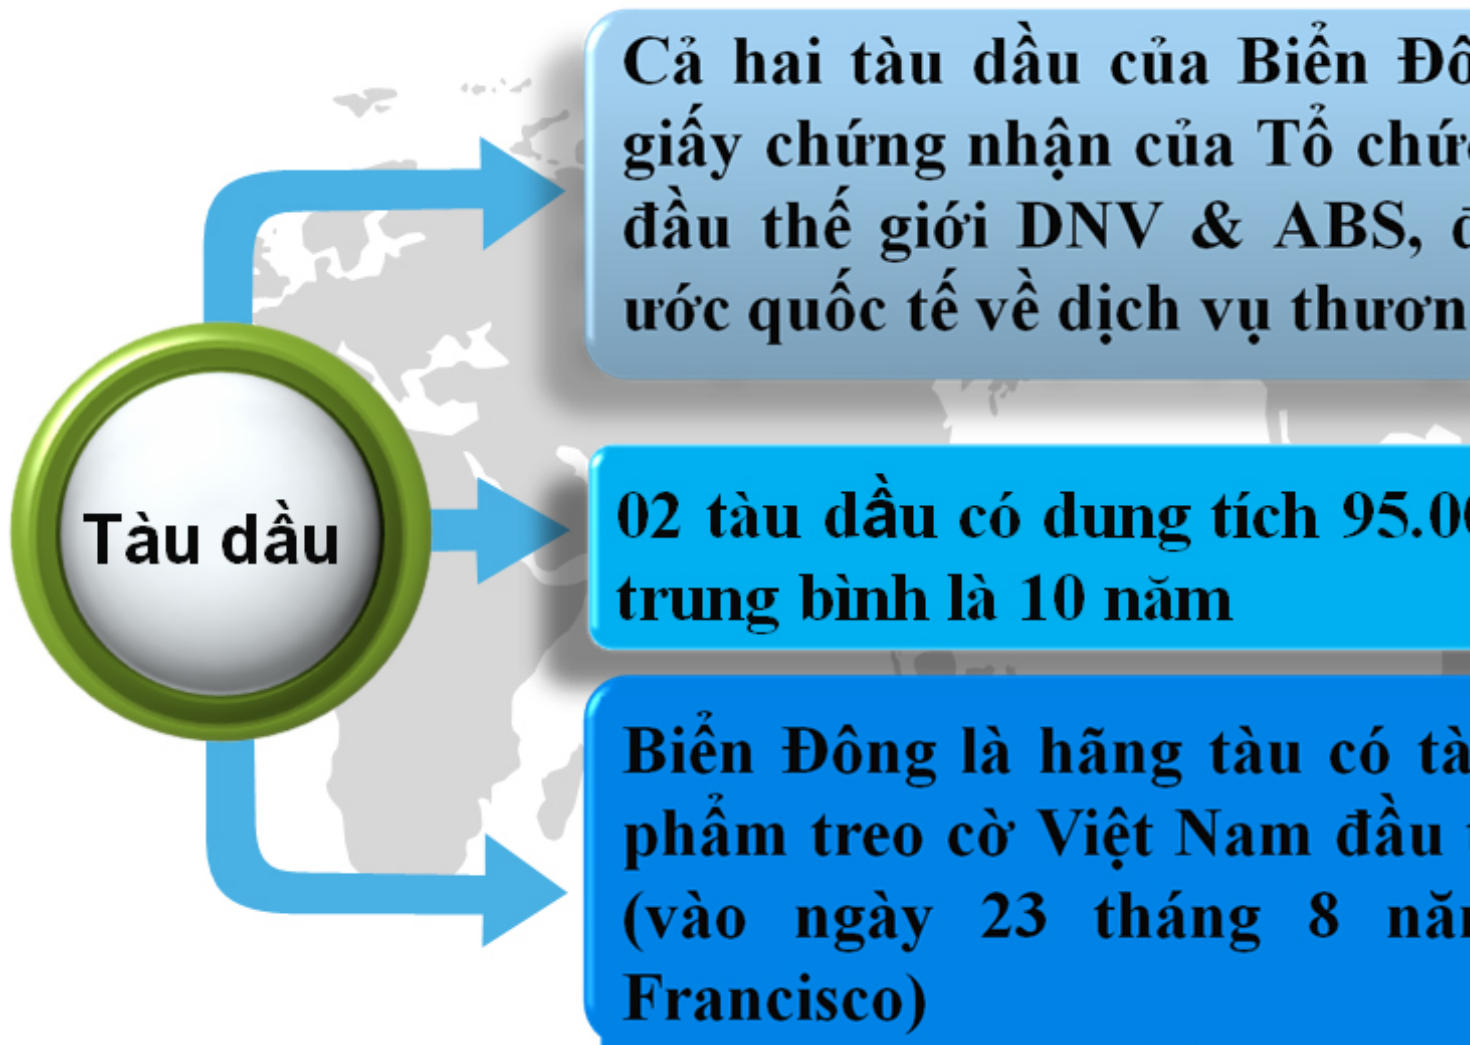 Cả hai tàu dầu của Biển
giấy chứng nhận của Tổ
đầu thế giới DNV & ABS,
ước quốc tế về dịch vụ
Tàu dầu
02 tàu dầu có dung tích
trung bình là 10 năm
Biển Đông là hãng tàu có
phẩm treo cờ Việt Nam đầu
(vào ngày 23 tháng 8
Francisco)